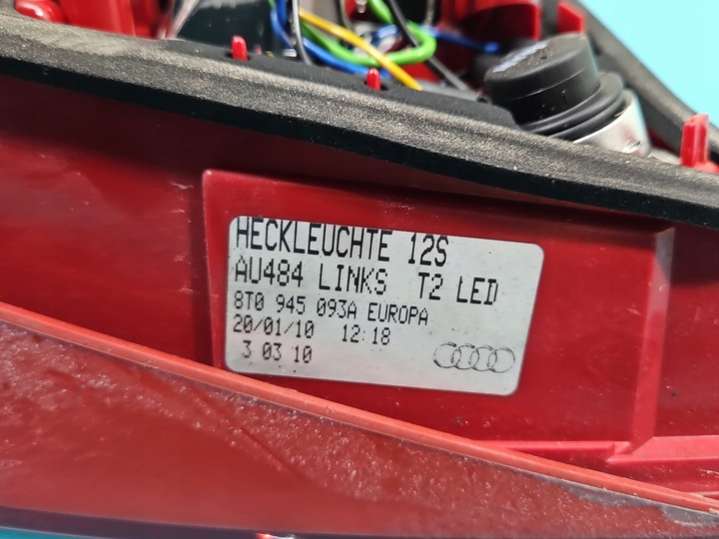 HECKLEUCHTE 12S
AU484 LINKS T2 LED
8T0 945 093A EUROPA
20/01/10 12:18
3 03 10